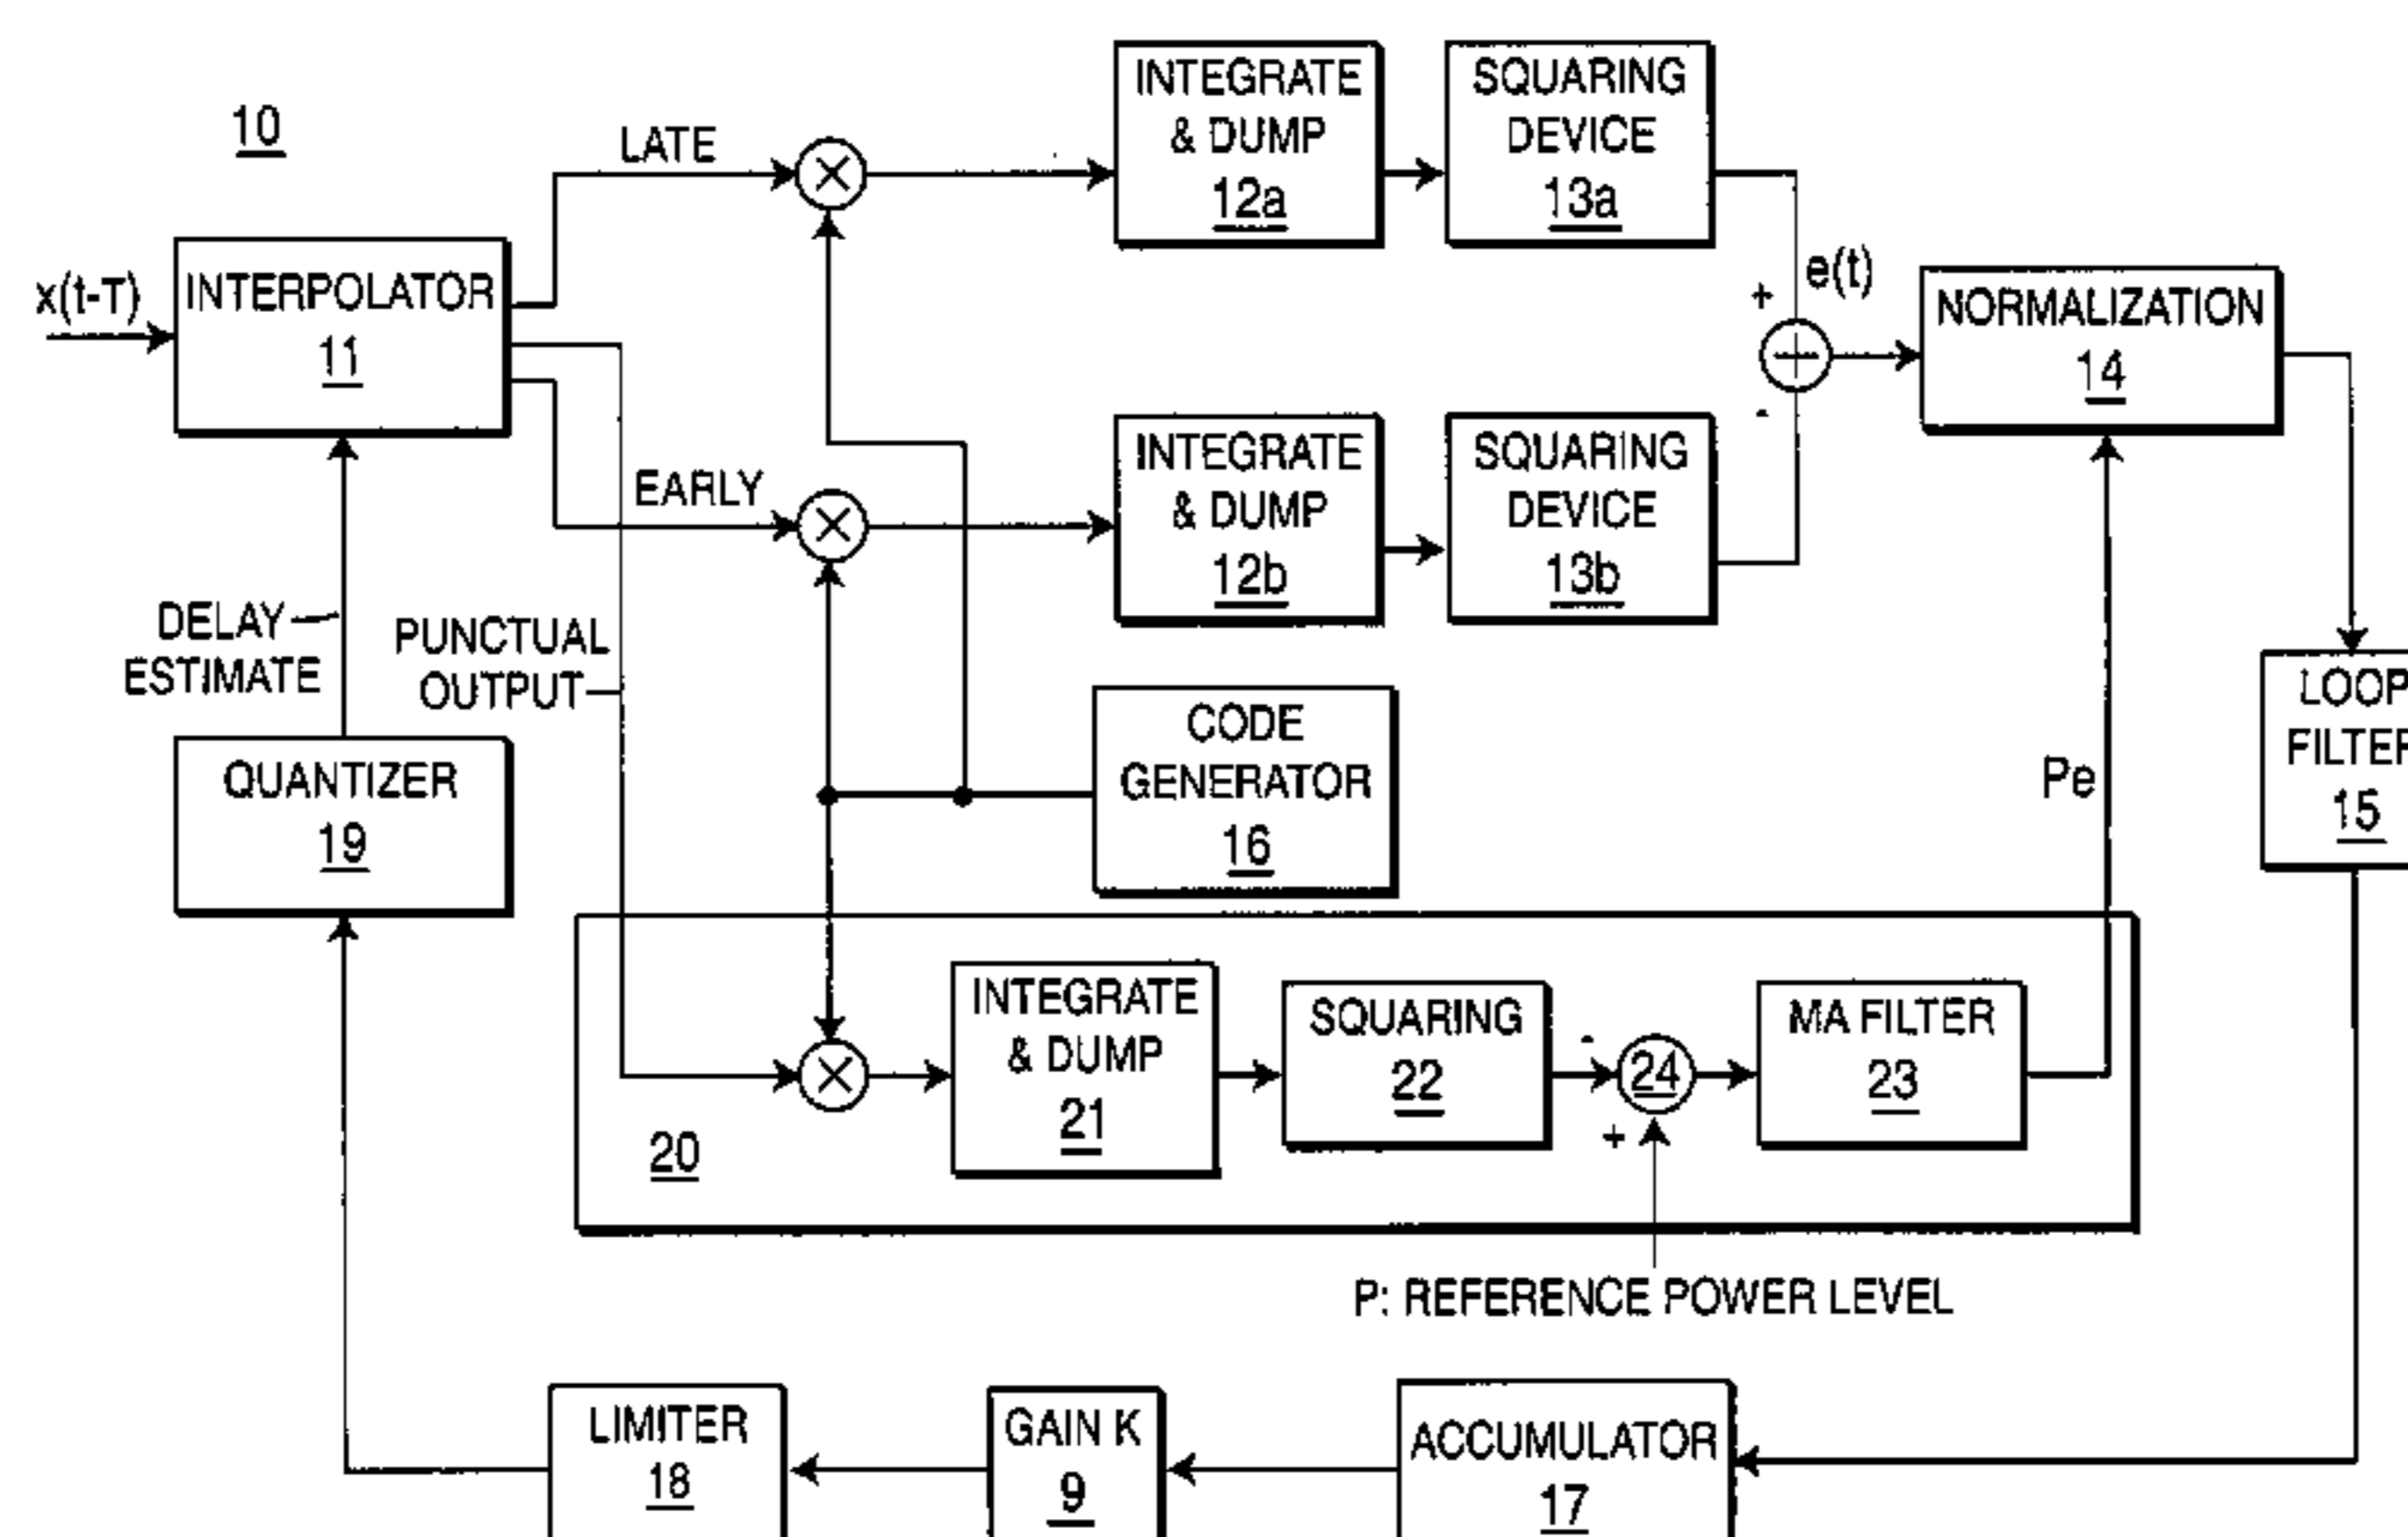 10
x(t-T)
INTERPOLATOR
11
LATE
EARLY
INTEGRATE
& DUMP
12a
SQUARING
DEVICE
13a
+
e(t)
-
NORMALIZATION
14
INTEGRATE
& DUMP
12b
SQUARING
DEVICE
13b
DELAY
ESTIMATE
PUNCTUAL
OUTPUT
CODE
GENERATOR
16
Pe
LOOP
FILTER
15
QUANTIZER
19
INTEGRATE
& DUMP
21
SQUARING
22
-
24
+
MA FILTER
23
20
P: REFERENCE POWER LEVEL
LIMITER
18
GAIN K
9
ACCUMULATOR
17